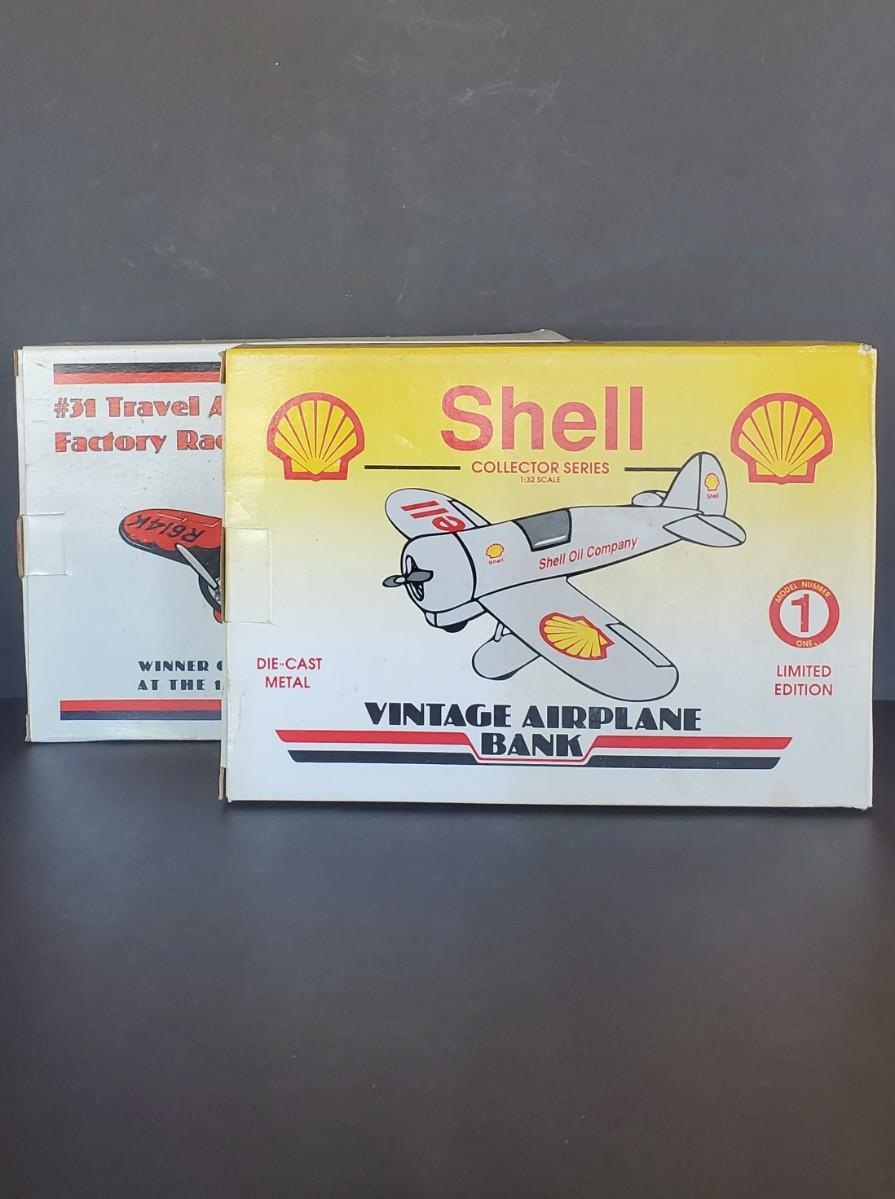 #31 Travel A
Factory Rac
R614K
WINNER
AT THE 1
Shell
COLLECTOR SERIES
1:32 SCALE
Shell
ell
Shell
Shell Oil Company
MODEL NUMBER
1
ONE
DIE-CAST
METAL
LIMITED
EDITION
VINTAGE AIRPLANE
BANK